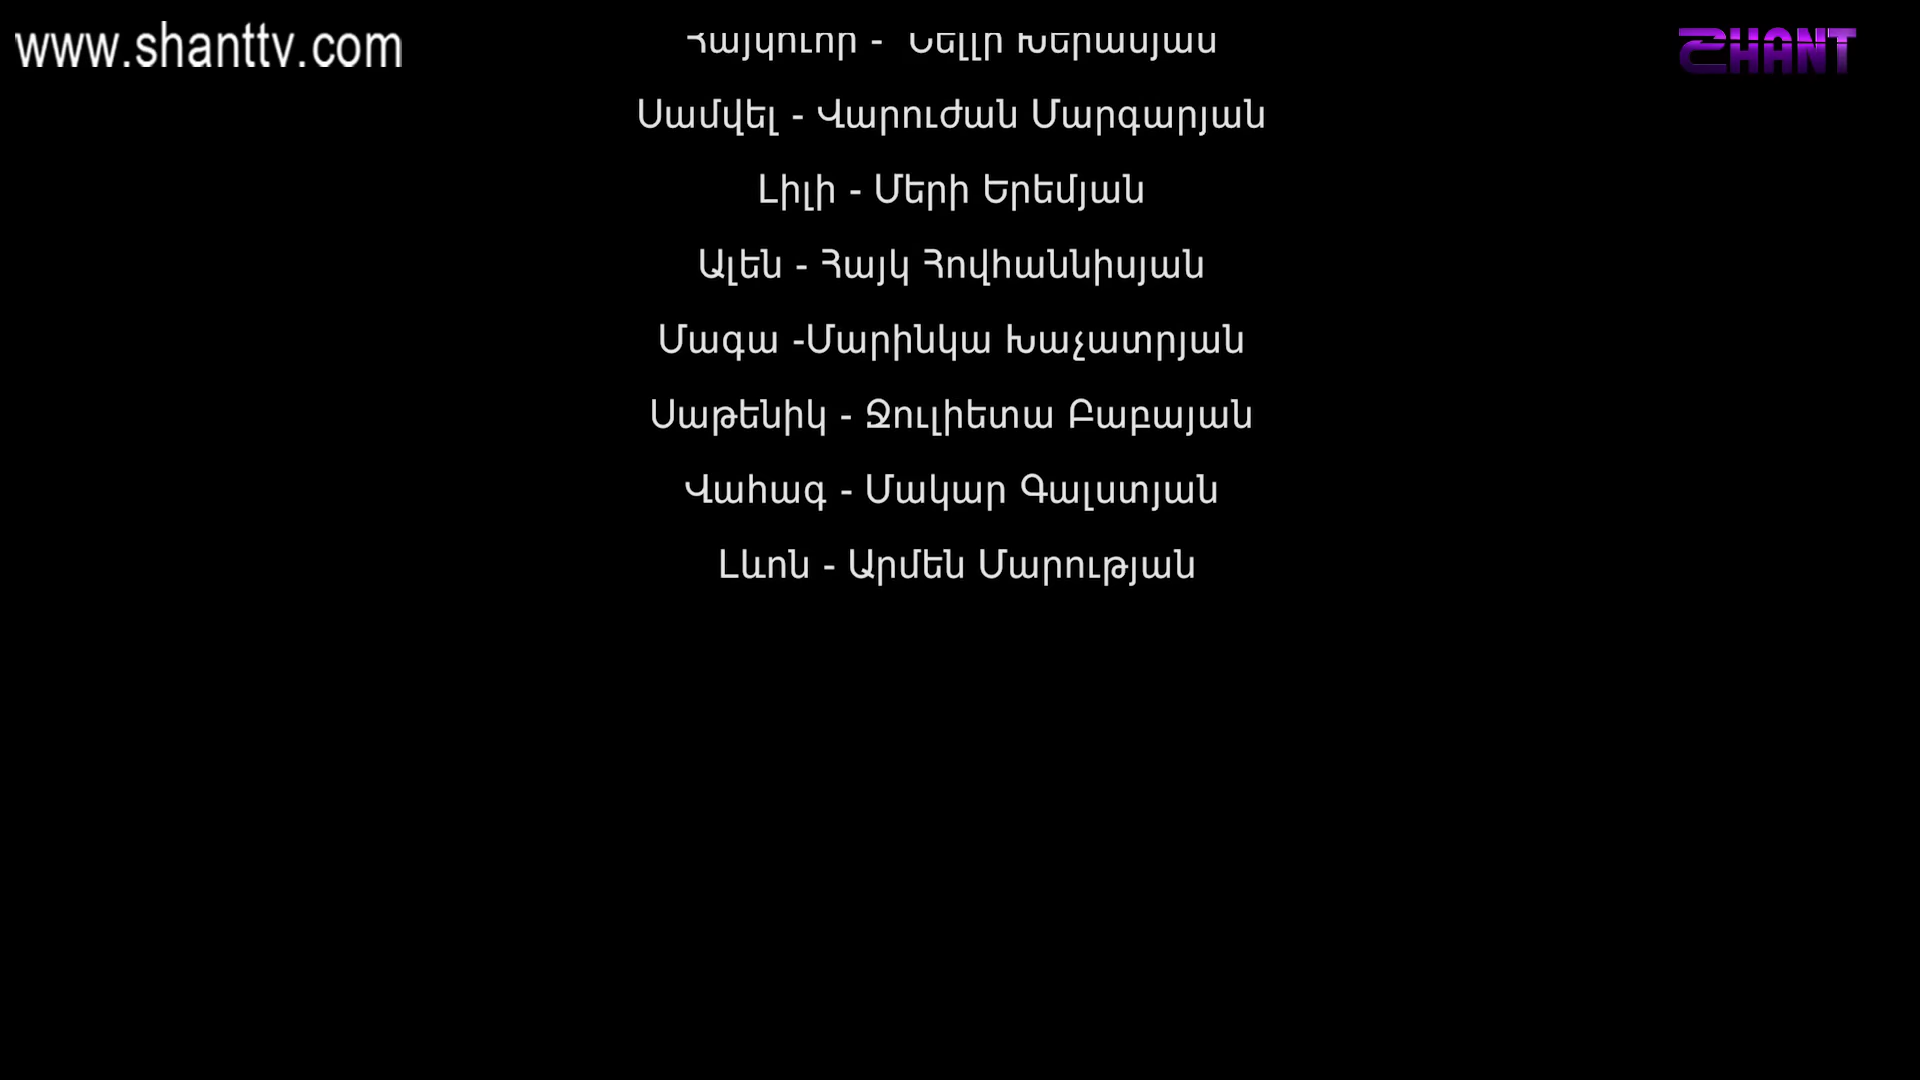 www.shanttv.com
SHANT
Սամվել - Վարուժան Մարգարյան
Լիլի - Մերի Երեմյան
Ալեն - Հայկ Հովհաննիսյան
Մագա -Մարինկա Խաչատրյան
Սաթենիկ - Ջուլիետա Բաբայան
Վահագ - Մակար Գալստյան
Լևոն - Արմեն Մարության